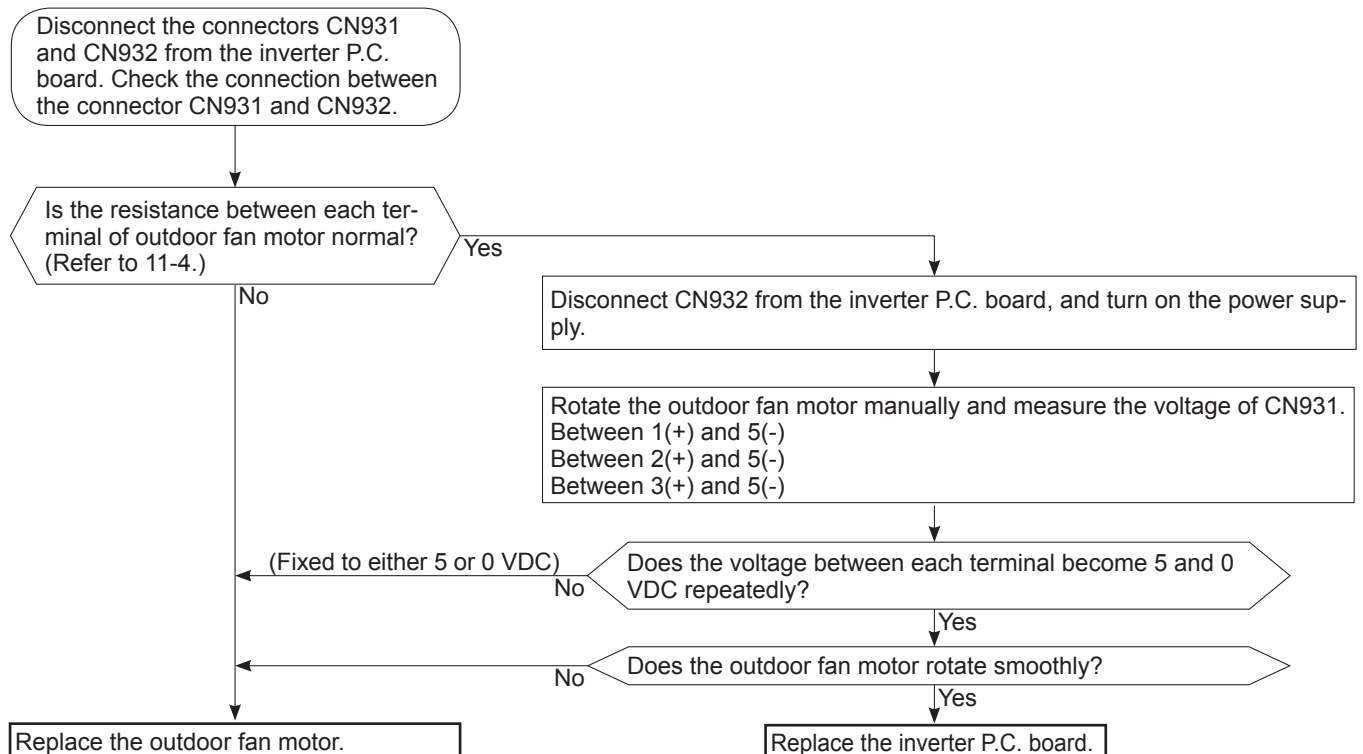 Disconnect the connectors CN931
and CN932 from the inverter P.C.
board. Check the connection between
the connector CN931 and CN932.
Is the resistance between each ter-
minal of outdoor fan motor normal?
(Refer to 11-4.)
Yes
No
Disconnect CN932 from the inverter P.C. board, and turn on the power sup-
ply.
Rotate the outdoor fan motor manually and measure the voltage of CN931.
Between 1(+) and 5(-)
Between 2(+) and 5(-)
Between 3(+) and 5(-)
(Fixed to either 5 or 0 VDC)
No
Does the voltage between each terminal become 5 and 0
VDC repeatedly?
Yes
No
Does the outdoor fan motor rotate smoothly?
Yes
Replace the outdoor fan motor.
Replace the inverter P.C. board.